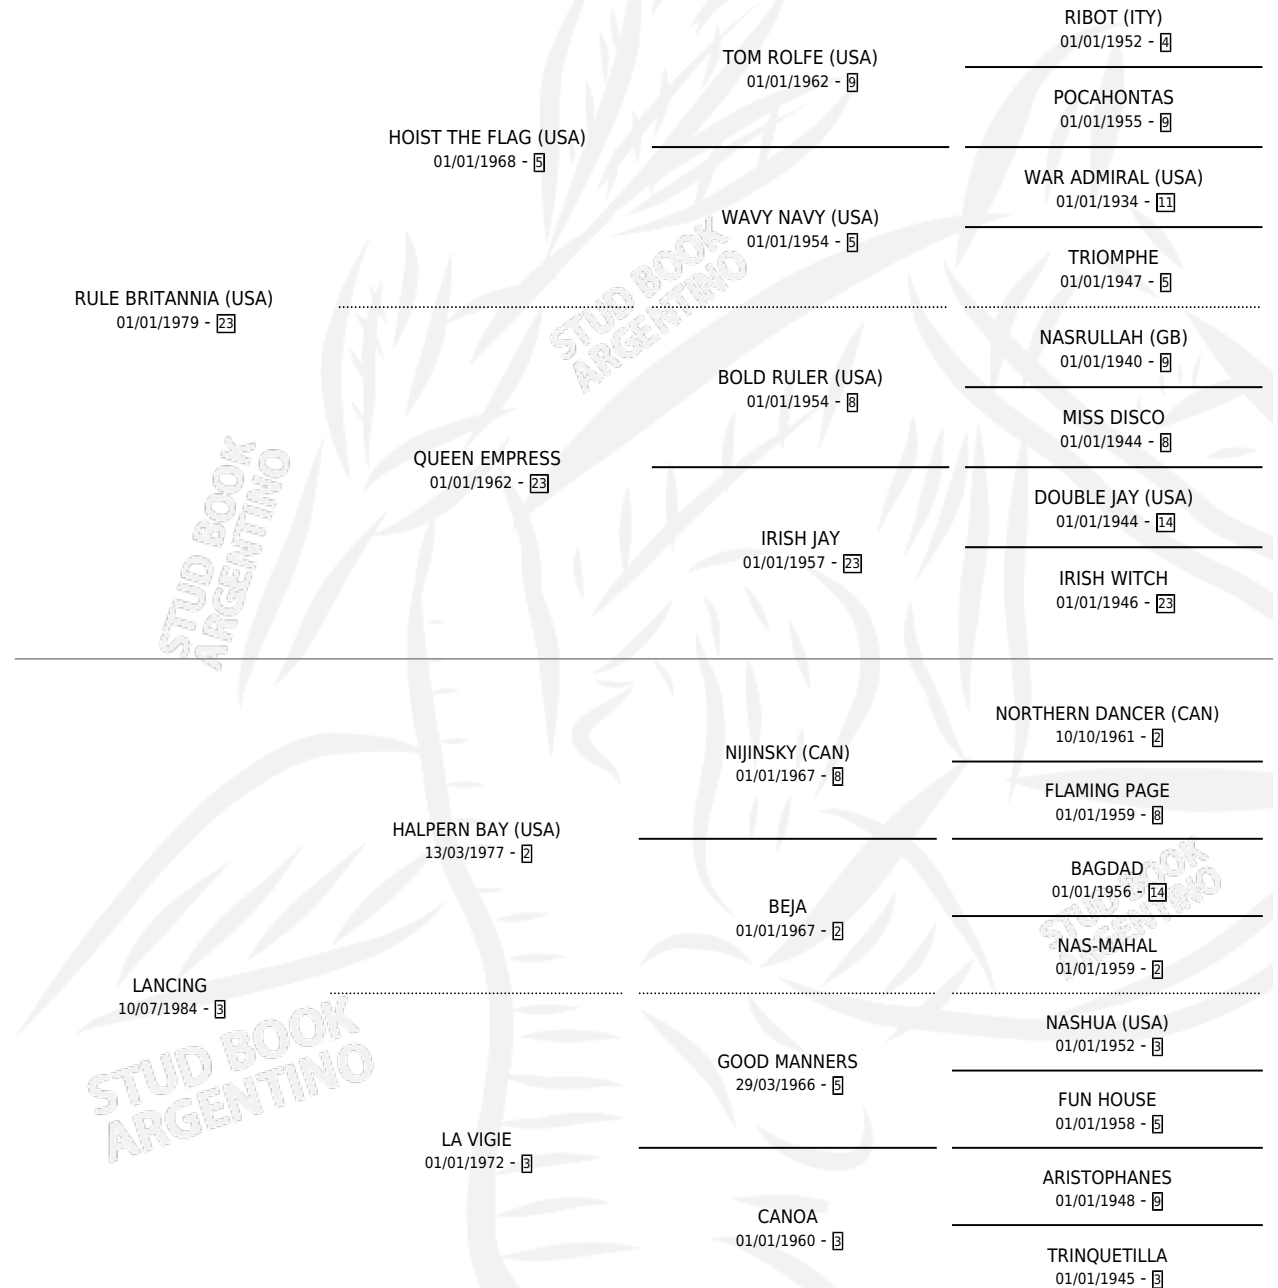 RIBOT (ITY)
01/01/1952 - 4
TOM ROLFE (USA)
01/01/1962 - 9
POCAHONTAS
01/01/1955 - 9
HOIST THE FLAG (USA)
01/01/1968 - 5
WAR ADMIRAL (USA)
01/01/1934 - 11
WAVY NAVY (USA)
01/01/1954 - 5
TRIOMPHE
01/01/1947 - 5
RULE BRITANNIA (USA)
01/01/1979 - 23
STUD BOOK
ARGENTINO
NASRULLAH (GB)
01/01/1940 - 9
BOLD RULER (USA)
01/01/1954 - 8
MISS DISCO
01/01/1944 - 8
QUEEN EMPRESS
01/01/1962 - 23
DOUBLE JAY (USA)
01/01/1944 - 14
IRISH JAY
01/01/1957 - 23
IRISH WITCH
01/01/1946 - 23
STUD BOOK
ARGENTINO
NORTHERN DANCER (CAN)
10/10/1961 - 2
NIJINSKY (CAN)
01/01/1967 - 8
FLAMING PAGE
01/01/1959 - 8
HALPERN BAY (USA)
13/03/1977 - 2
BAGDAD
01/01/1956 - 14
BEJA
01/01/1967 - 2
STUD BOOK
ARGENTINO
NAS-MAHAL
01/01/1959 - 2
LANCING
10/07/1984 - 3
STUD BOOK
ARGENTINO
NASHUA (USA)
01/01/1952 - 3
GOOD MANNERS
29/03/1966 - 5
FUN HOUSE
01/01/1958 - 5
LA VIGIE
01/01/1972 - 3
ARISTOPHANES
01/01/1948 - 9
CANOA
01/01/1960 - 3
TRINQUETILLA
01/01/1945 - 3